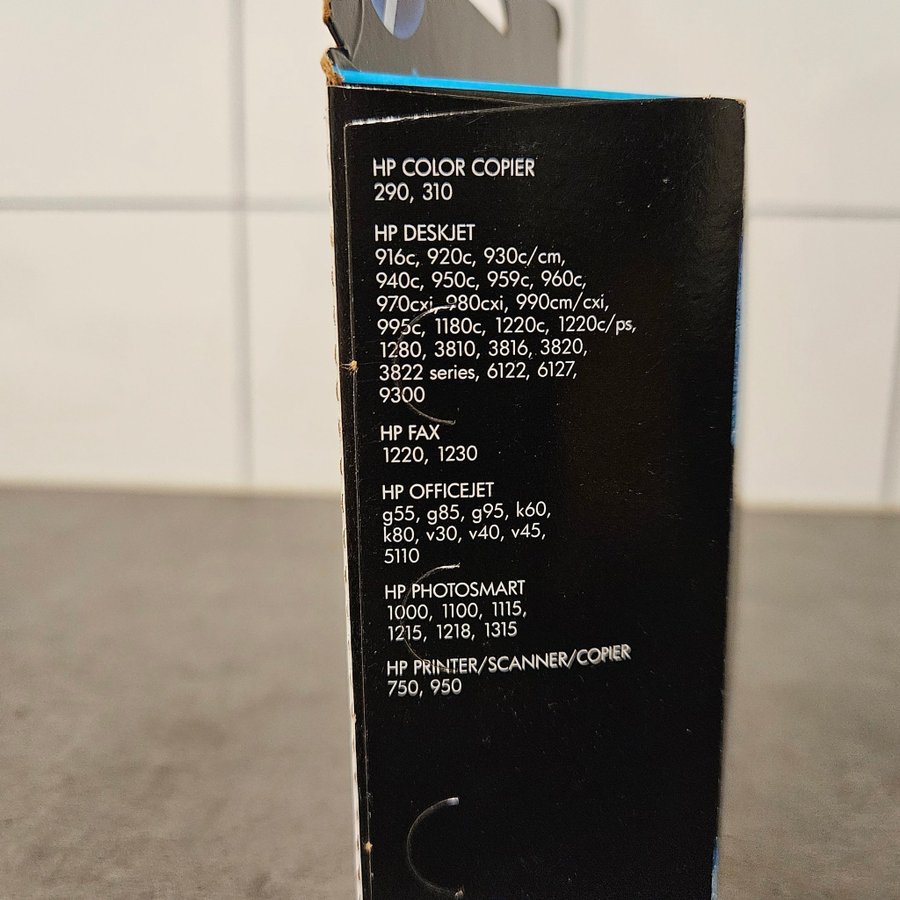 HP COLOR COPIER
290, 310
HP DESKJET
916c, 920c, 930c/cm,
940c, 950c, 959c, 960c,
970cxi, 980cxi, 990cm/cxi,
995c, 1180c, 1220c, 1220c/ps,
1280, 3810, 3816, 3820,
3822 series, 6122, 6127,
9300
HP FAX
1220, 1230
HP OFFICEJET
g55, g85, g95, k60,
k80, v30, v40, v45,
5110
HP PHOTOSMART
1000, 1100, 1115,
1215, 1218, 1315
HP PRINTER/SCANNER/COPIER
750, 950